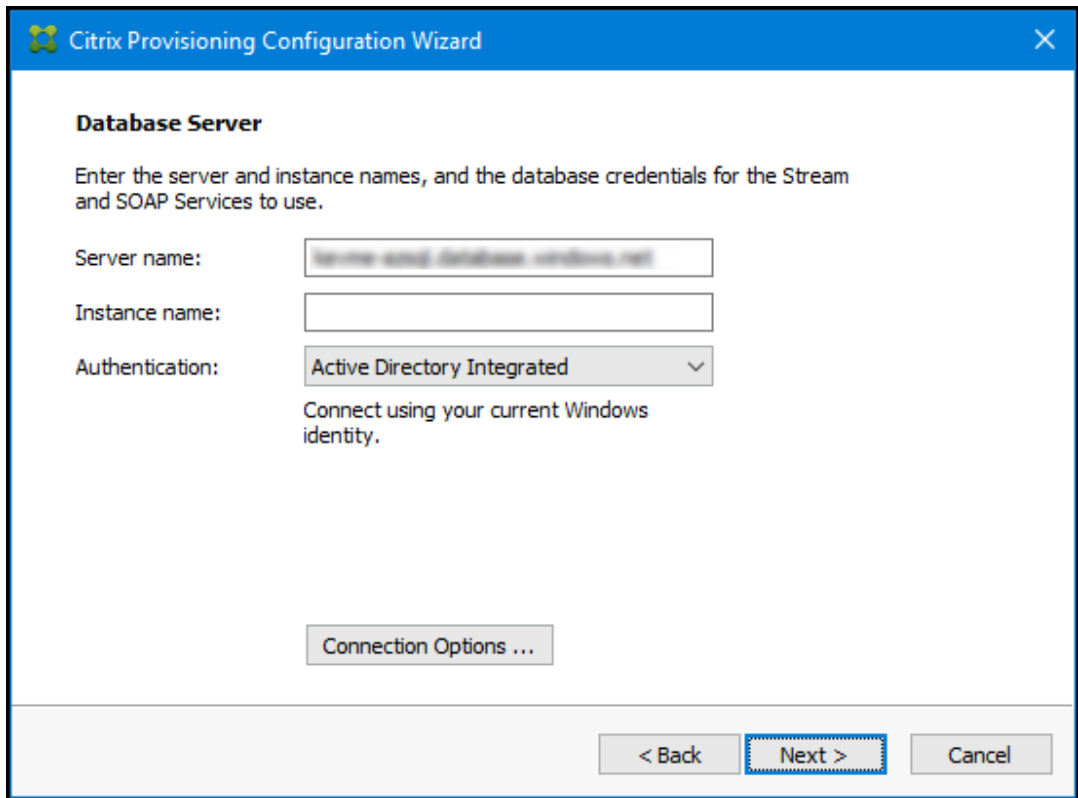 Citrix Provisioning Configuration Wizard
Database Server
Enter the server and instance names, and the database credentials for the Stream
and SOAP Services to use.
Server name:
Instance name:
Authentication: Active Directory Integrated
Connect using your current Windows
identity.
Connection Options ...
< Back Next > Cancel